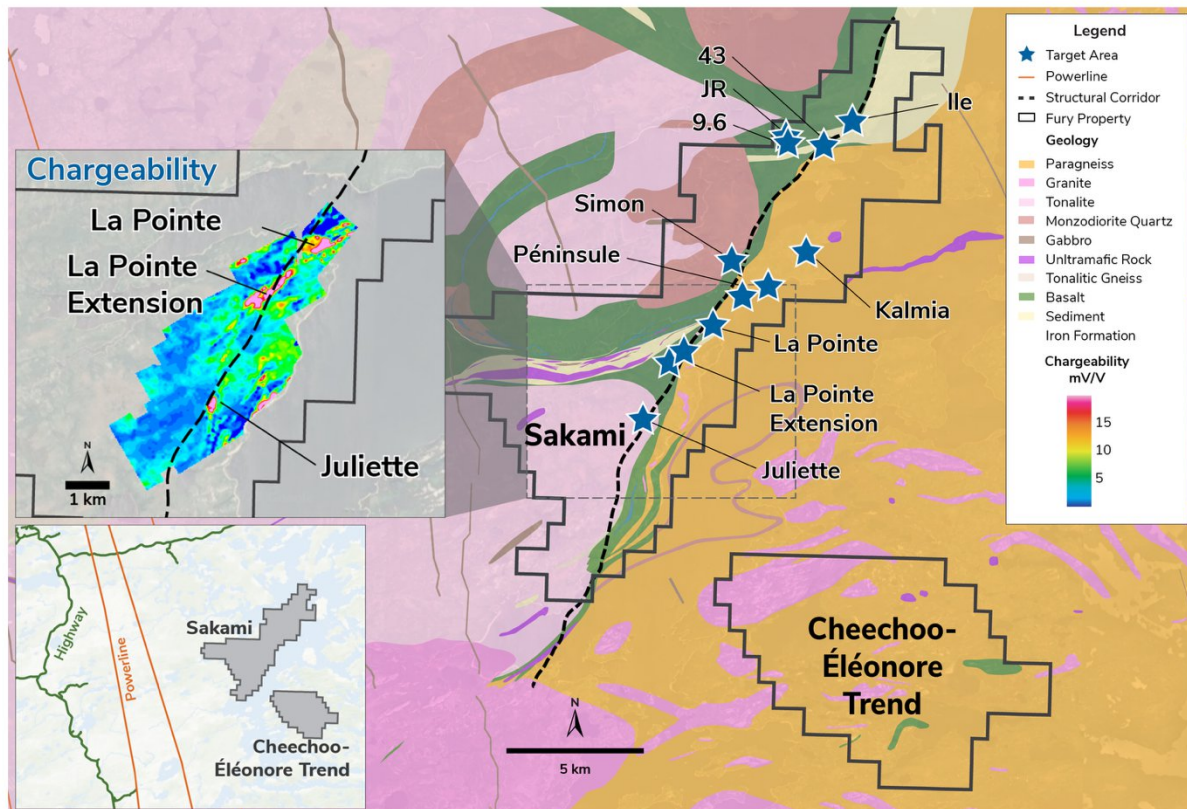 43
JR
9.6
Ile
Simon
Péninsule
Kalmia
La Pointe
La Pointe
Extension
Sakami
Juliette
Cheechoo-
Éléonore
Trend
N
5 km
Chargeability
La Pointe
La Pointe
Extension
Juliette
N
1 km
Highway
Powerline
Sakami
Cheechoo-
Éléonore Trend
Legend
Target Area
Powerline
Structural Corridor
Fury Property
Geology
Paragneiss
Granite
Tonalite
Monzodiorite Quartz
Gabbro
Unltramafic Rock
Tonalitic Gneiss
Basalt
Sediment
Iron Formation
Chargeability
mV/V
15
10
5